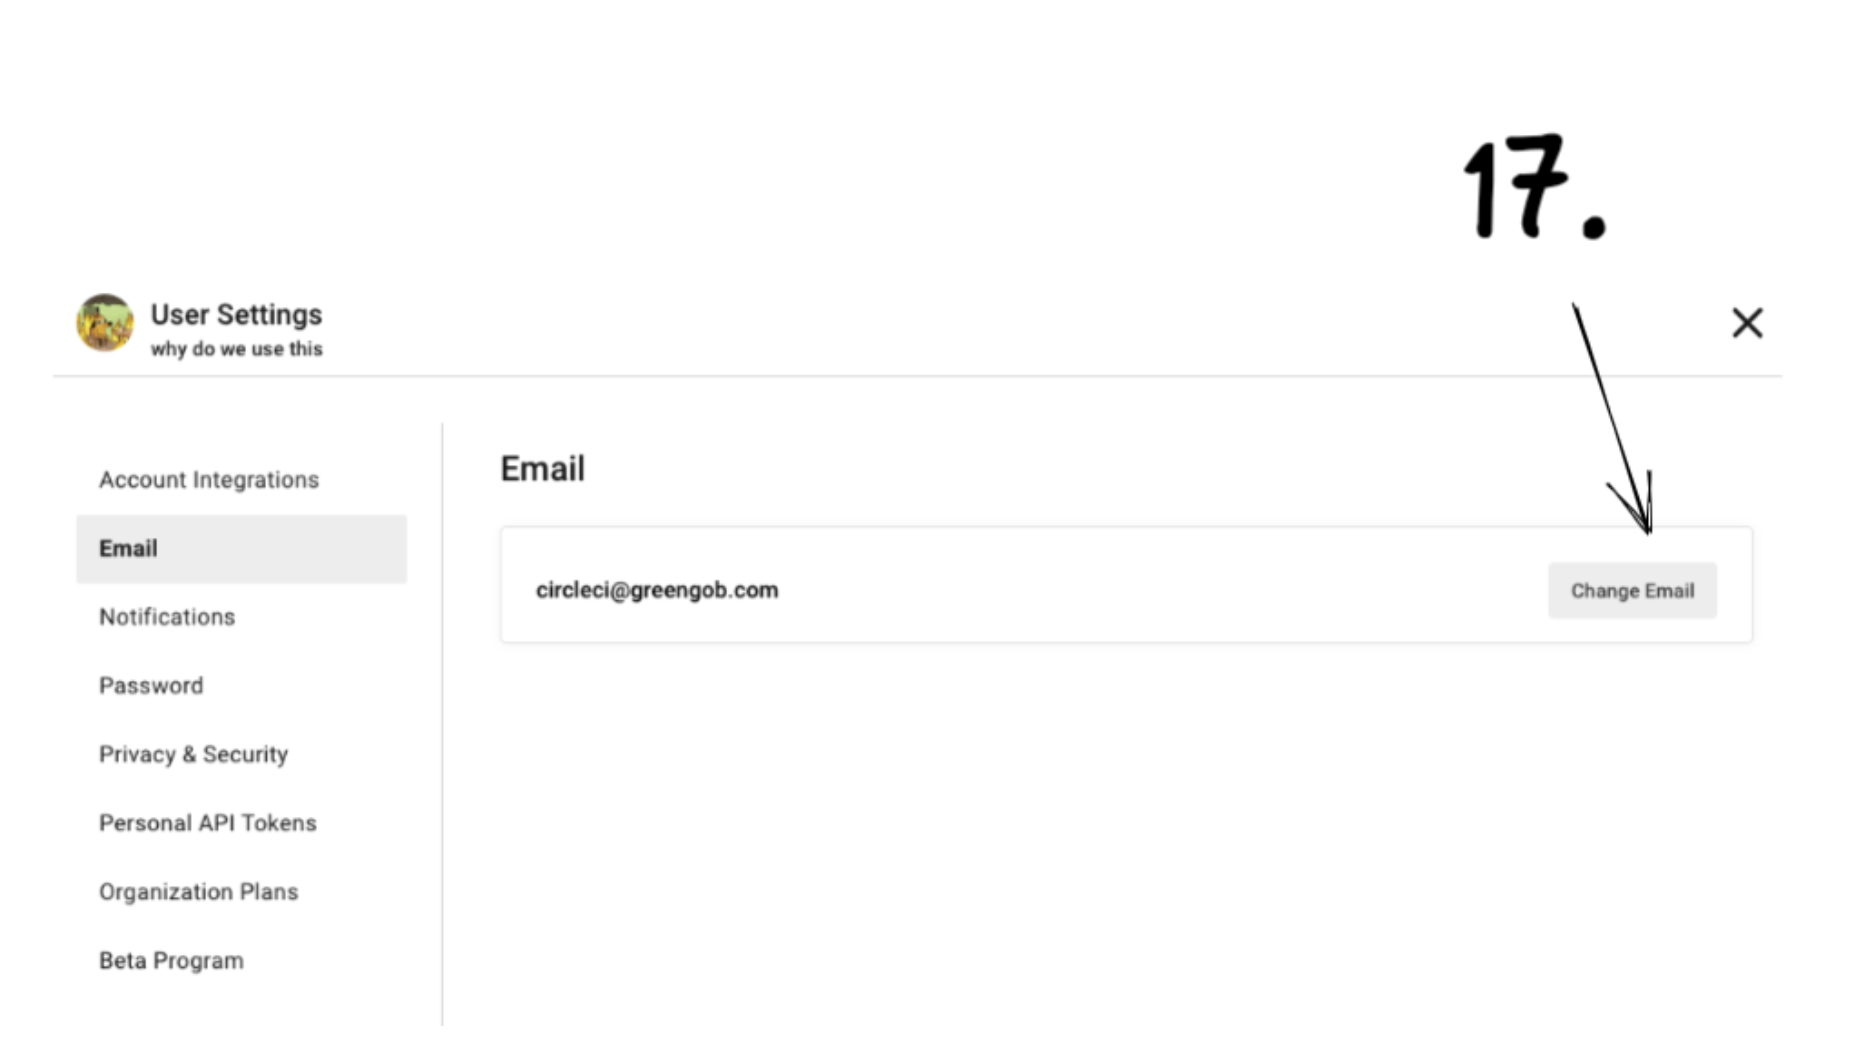 17.
User Settings
why do we use this
Account Integrations
Email
Notifications
Password
Privacy & Security
Personal API Tokens
Organization Plans
Beta Program
Email
circleci@greengob.com
Change Email